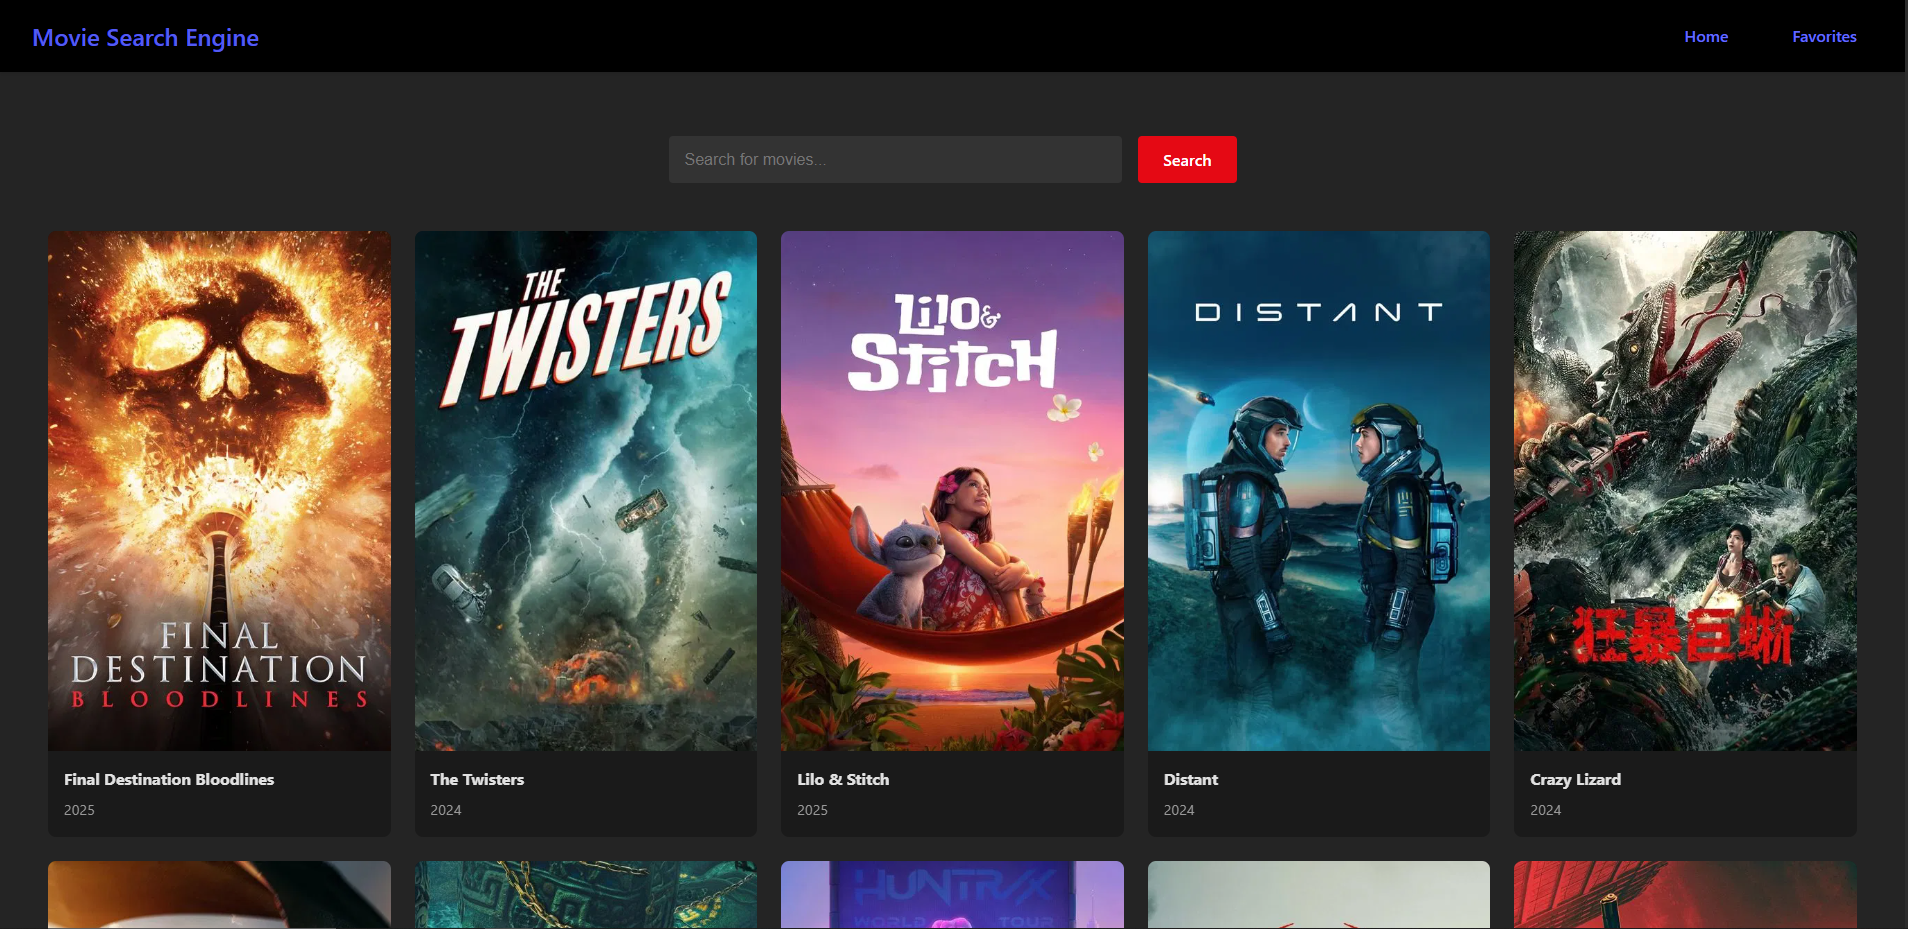 Movie Search Engine
Home
Favorites
Search for movies...
Search
FINAL
DESTINATION
BLOODLINES
THE
TWISTERS
Lilo &
Stitch
DISTANT
狂暴巨蜥
Final Destination Bloodlines
2025
The Twisters
2024
Lilo & Stitch
2025
Distant
2024
Crazy Lizard
2024
HUNTR/X
WORLD TOUR